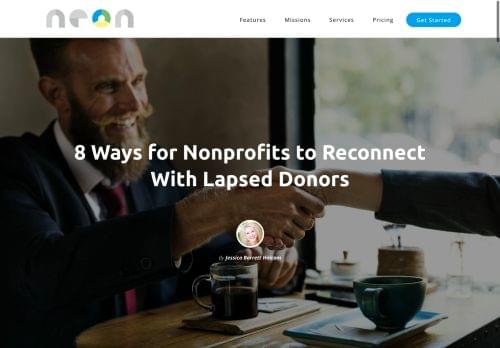 neon
Features
Missions
Services
Pricing
Get Started
8 Ways for Nonprofits to Reconnect
With Lapsed Donors
By Jessica Barrett Halcom